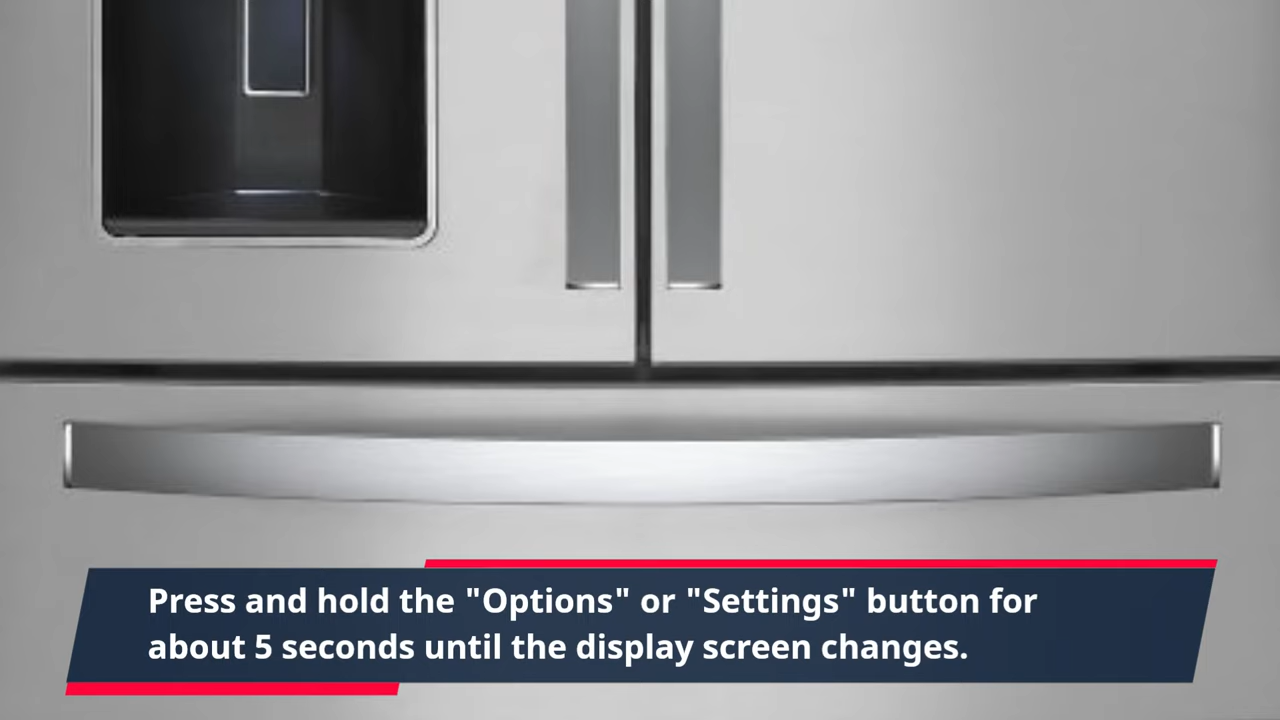 Press and hold the "Options" or "Settings" button for
about 5 seconds until the display screen changes.